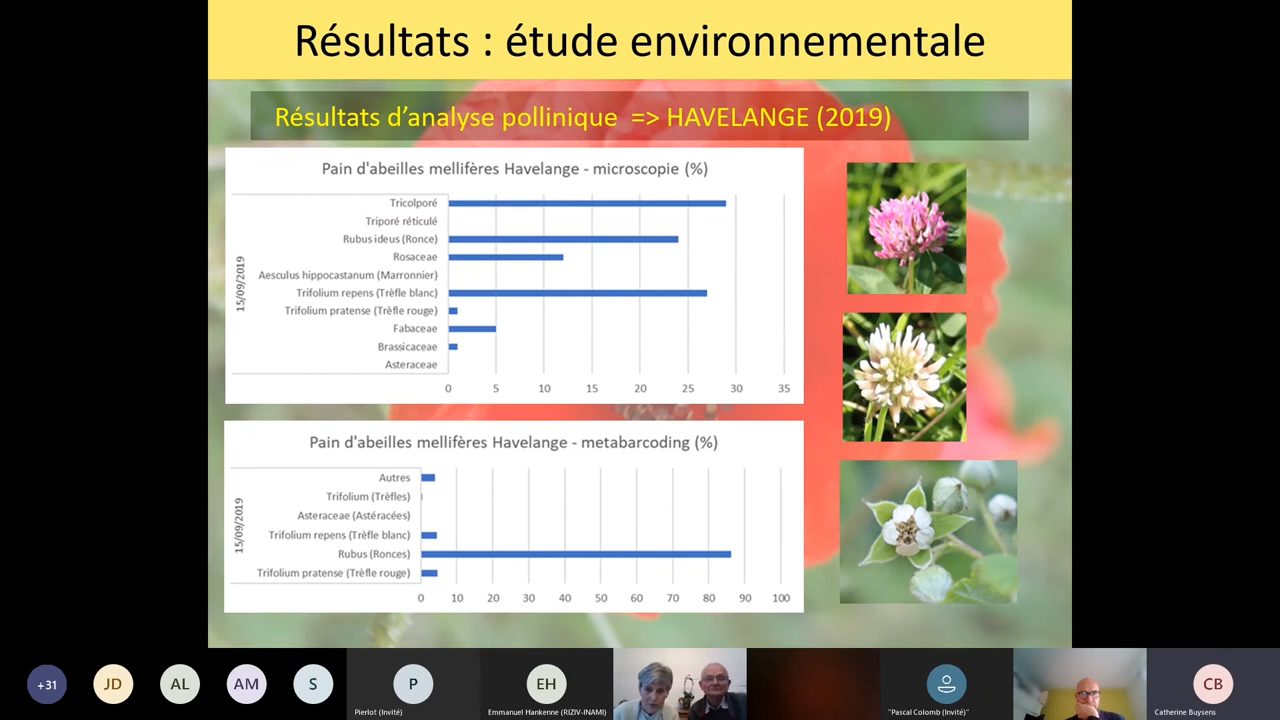 Résultats : étude environnementale
Résultats d’analyse pollinique => HAVELANGE (2019)
Pain d'abeilles mellifères Havelange - microscopie (%)
15/09/2019
Tricolporé
Triporé réticulé
Rubus ideus (Ronce)
Rosaceae
Aesculus hippocastanum (Marronnier)
Trifolium repens (Trèfle blanc)
Trifolium pratense (Trèfle rouge)
Fabaceae
Brassicaceae
Asteraceae
0 5 10 15 20 25 30 35
Pain d'abeilles mellifères Havelange - metabarcoding (%)
15/09/2019
Autres
Trifolium (Trèfles)
Asteraceae (Astéracées)
Trifolium repens (Trèfle blanc)
Rubus (Ronces)
Trifolium pratense (Trèfle rouge)
0 10 20 30 40 50 60 70 80 90 100
+31 JD AL AM S P EH CB
Pierlot (Invité) Emmanuel Hankenne (RIZIV-INAMI) "Pascal Colomb (Invité)" Catherine Buysens